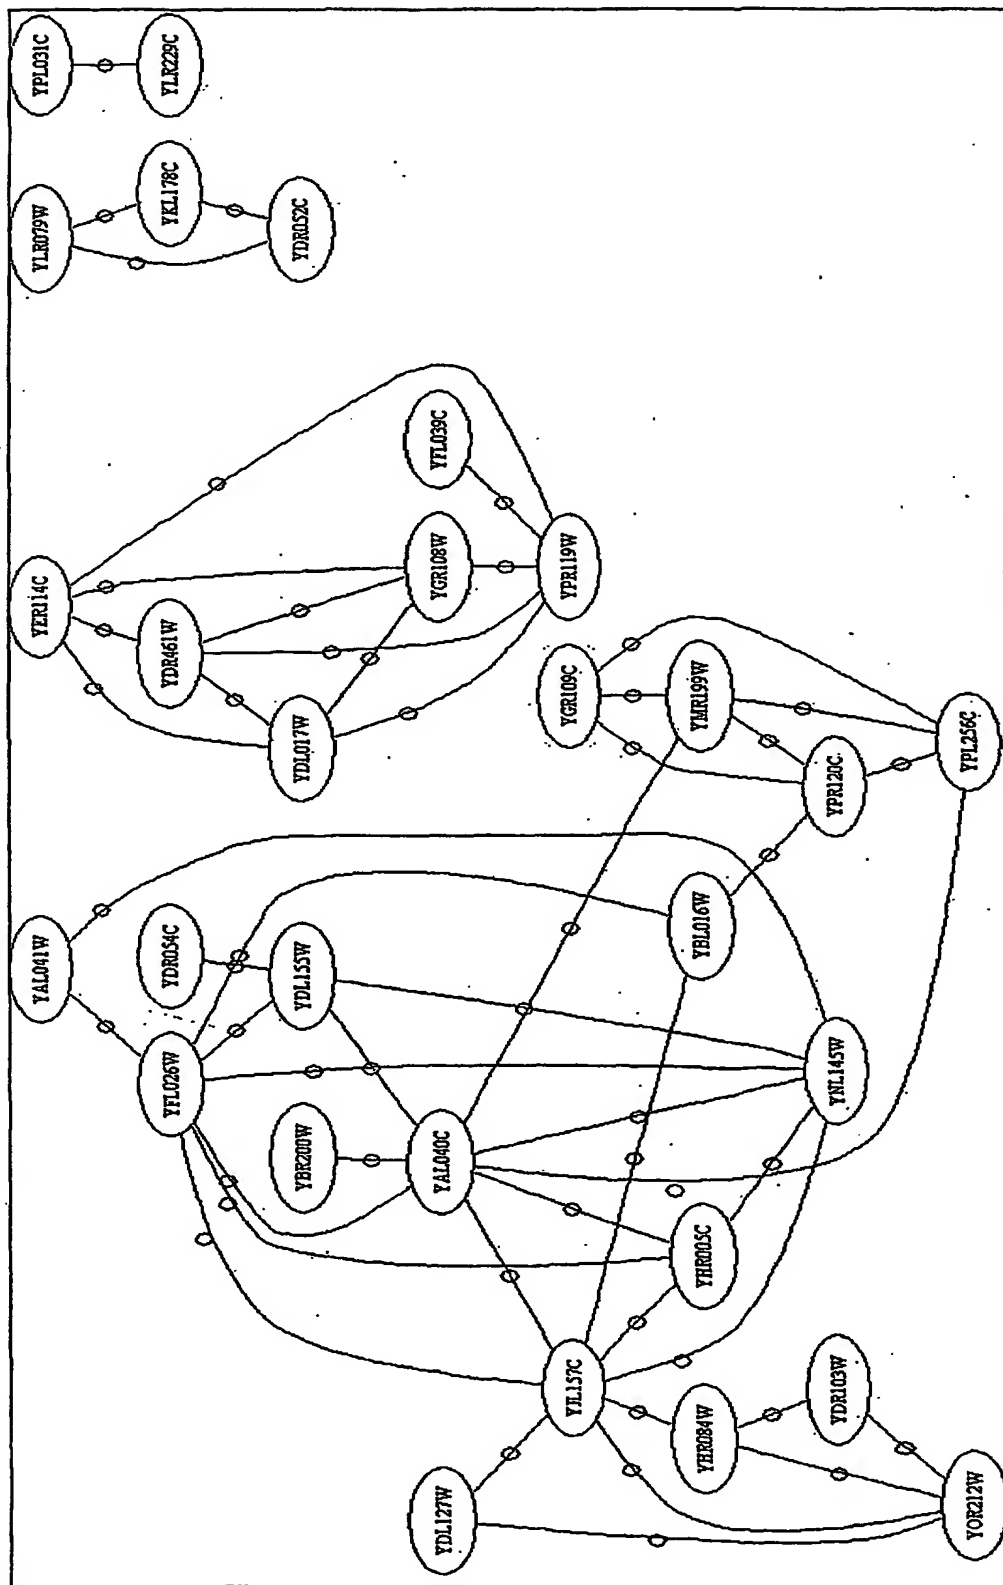 YPL031C
YLR229C
YLR079W
YKL178C
YDR052C
YER114C
YDR461W
YDL017W
YGR108W
YFL039C
YPR119W
YGR109C
YMR199W
YPR120C
YPL256C
YAL041W
YDR054C
YFL026W
YDL155W
YBR200W
YAL040C
YBL016W
YNL145W
YHR005C
YJL157C
YDL127W
YHR084W
YDR103W
YOR212W